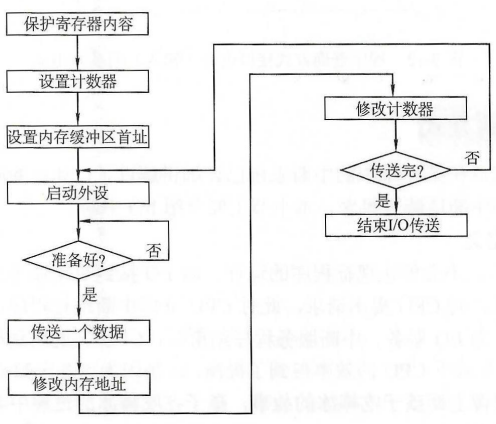 保护寄存器内容
设置计数器
设置内存缓冲区首址
启动外设
准备好?
否
是
传送一个数据
修改内存地址
修改计数器
传送完?
否
是
结束I/O传送